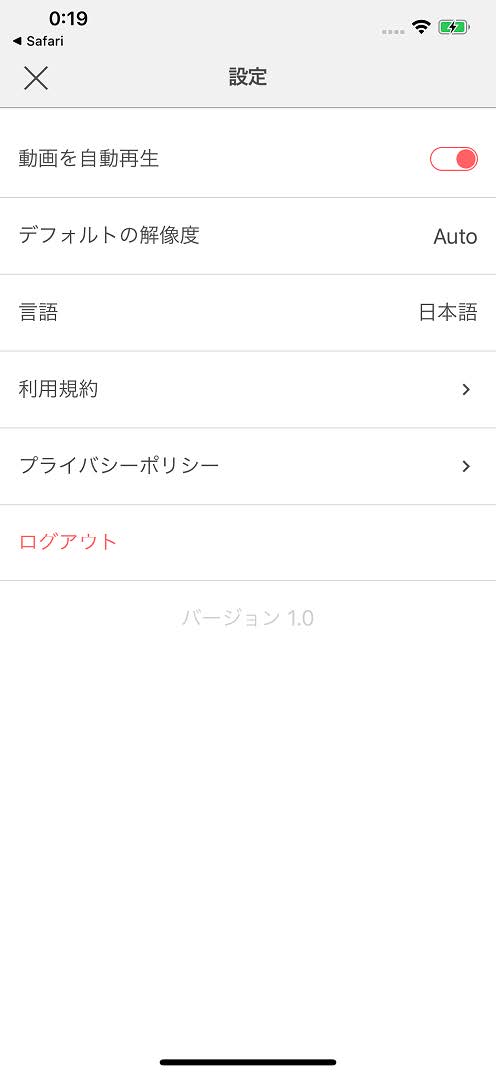 0:19
◀ Safari
設定
動画を自動再生
デフォルトの解像度 Auto
言語 日本語
利用規約
プライバシーポリシー
ログアウト
バージョン 1.0